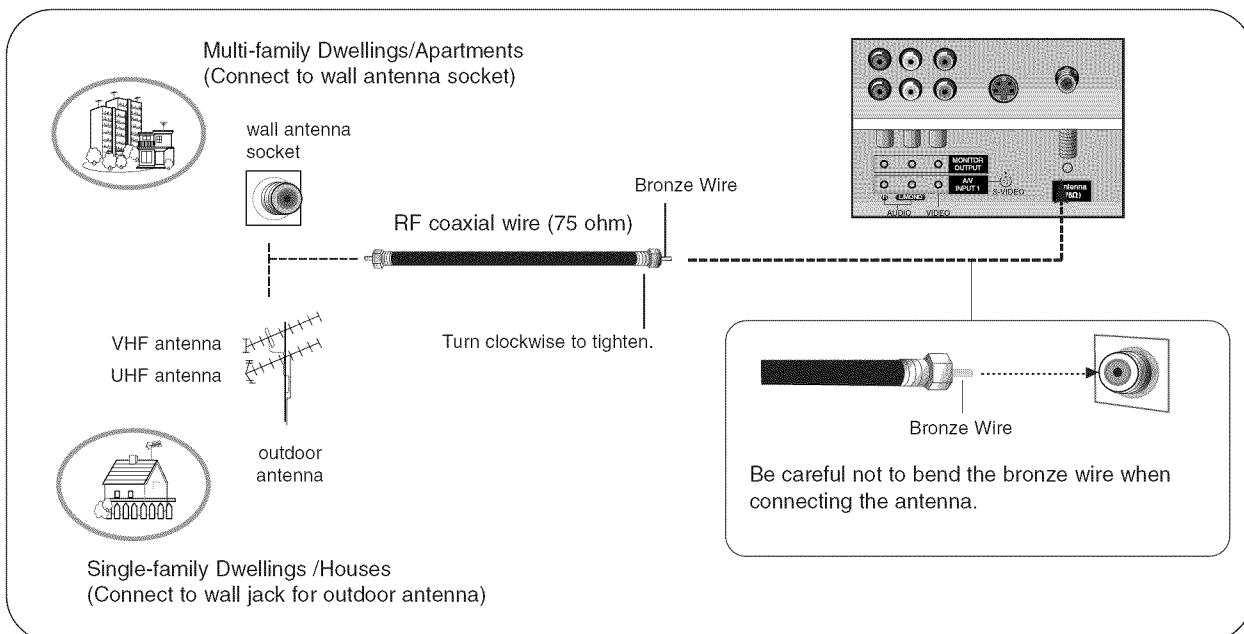 Multi-family Dwellings/Apartments
(Connect to wall antenna socket)
wall antenna
socket
MONITOR
OUTPUT
A/V
INPUT 1
S-VIDEO
L/MONO
AUDIO
VIDEO
Bronze Wire
RF coaxial wire (75 ohm)
Turn clockwise to tighten.
VHF antenna
UHF antenna
outdoor
antenna
Bronze Wire
Be careful not to bend the bronze wire when
connecting the antenna.
Single-family Dwellings /Houses
(Connect to wall jack for outdoor antenna)